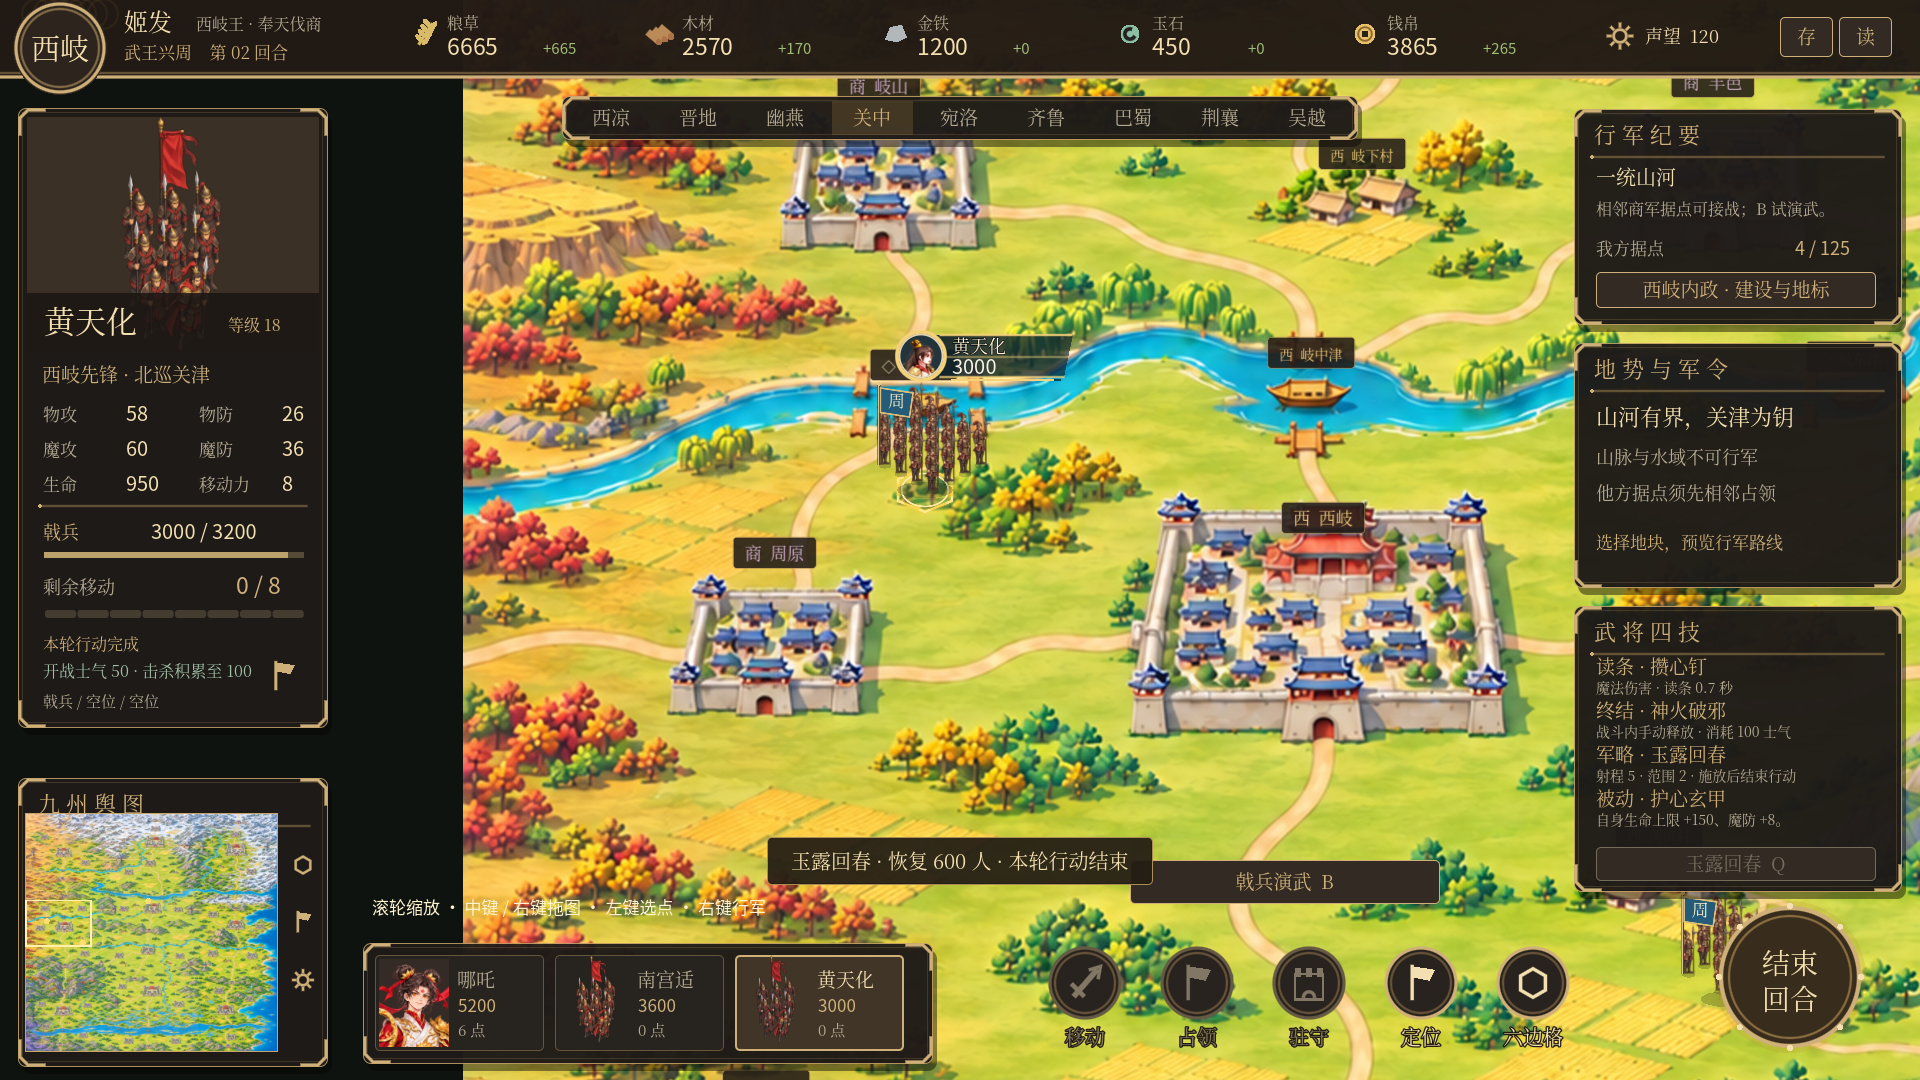 西岐
姬发 西岐王 · 奉天伐商
武王兴周 第 02 回合
粮草 6665 +665
木材 2570 +170
金铁 1200 +0
玉石 450 +0
钱帛 3865 +265
声望 120
存 读
西凉 晋地 幽燕 关中 宛洛 齐鲁 巴蜀 荆襄 吴越
黄天化 等级 18
西岐先锋 · 北巡关津
物攻 58 物防 26
魔攻 60 魔防 36
生命 950 移动力 8
戟兵 3000 / 3200
剩余移动 0 / 8
本轮行动完成
开战士气 50 · 击杀积累至 100
戟兵 / 空位 / 空位
九州舆图
商 岐山
西 岐下村
黄天化
3000
周
西 岐中津
西 西岐
商 周原
周
行军纪要
一统山河
相邻商军据点可接战；B 试演武。
我方据点 4 / 125
西岐内政 · 建设与地标
地势与军令
山河有界，关津为钥
山脉与水域不可行军
他方据点须先相邻占领
选择地块，预览行军路线
武将四技
读条 · 攒心钉
魔法伤害 · 读条 0.7 秒
终结 · 神火破邪
战斗内手动释放 · 消耗 100 士气
军略 · 玉露回春
射程 5 · 范围 2 · 施放后结束行动
被动 · 护心玄甲
自身生命上限 +150、魔防 +8。
玉露回春 Q
玉露回春 · 恢复 600 人 · 本轮行动结束
戟兵演武 B
滚轮缩放 · 中键 / 右键拖图 · 左键选点 · 右键行军
哪吒
5200
6 点
南宫适
3600
0 点
黄天化
3000
0 点
移动 占领 驻守 定位 六边格
结束
回合